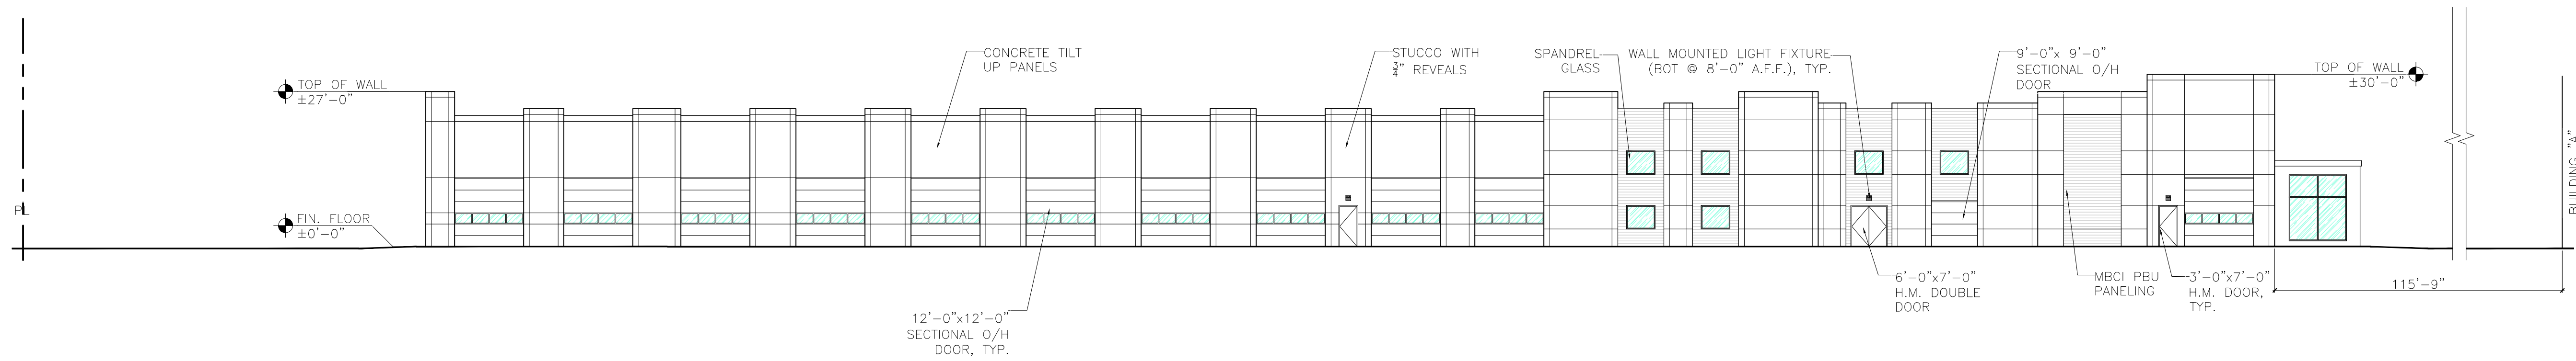 CONCRETE TILT
UP PANELS
STUCCO WITH
3/4" REVEALS
SPANDREL
GLASS
WALL MOUNTED LIGHT FIXTURE
(BOT @ 8'-0" A.F.F.), TYP.
9'-0"x 9'-0"
SECTIONAL O/H
DOOR
TOP OF WALL
±27'-0"
TOP OF WALL
±30'-0"
PL
FIN. FLOOR
±0'-0"
BUILDING "A"
12'-0"x12'-0"
SECTIONAL O/H
DOOR, TYP.
6'-0"x7'-0"
H.M. DOUBLE
DOOR
MBCI PBU
PANELING
3'-0"x7'-0"
H.M. DOOR,
TYP.
115'-9"